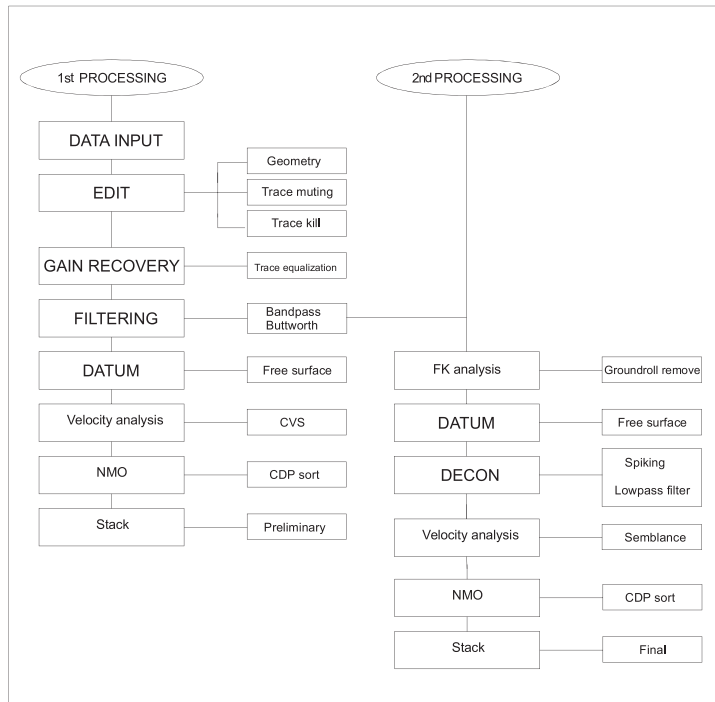 1st PROCESSING
DATA INPUT
EDIT
Geometry
Trace muting
Trace kill
GAIN RECOVERY
Trace equalization
FILTERING
Bandpass
Buttworth
DATUM
Free surface
Velocity analysis
CVS
NMO
CDP sort
Stack
Preliminary
2nd PROCESSING
FK analysis
Groundroll remove
DATUM
Free surface
DECON
Spiking
Lowpass filter
Velocity analysis
Semblance
NMO
CDP sort
Stack
Final